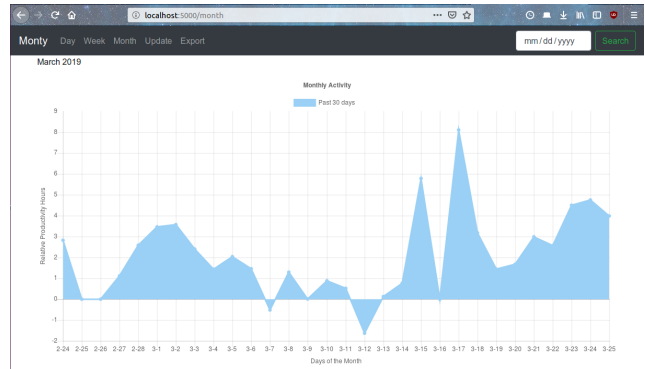 localhost:5000/month
Monty Day Week Month Update Export mm/dd/yyyy Search
March 2019
Monthly Activity
Past 30 days
9
8
7
6
5
4
3
2
1
0
-1
-2
Relative Productivity Hours
2-24 2-25 2-26 2-27 2-28 3-1 3-2 3-3 3-4 3-5 3-6 3-7 3-8 3-9 3-10 3-11 3-12 3-13 3-14 3-15 3-16 3-17 3-18 3-19 3-20 3-21 3-22 3-23 3-24 3-25
Days of the Month